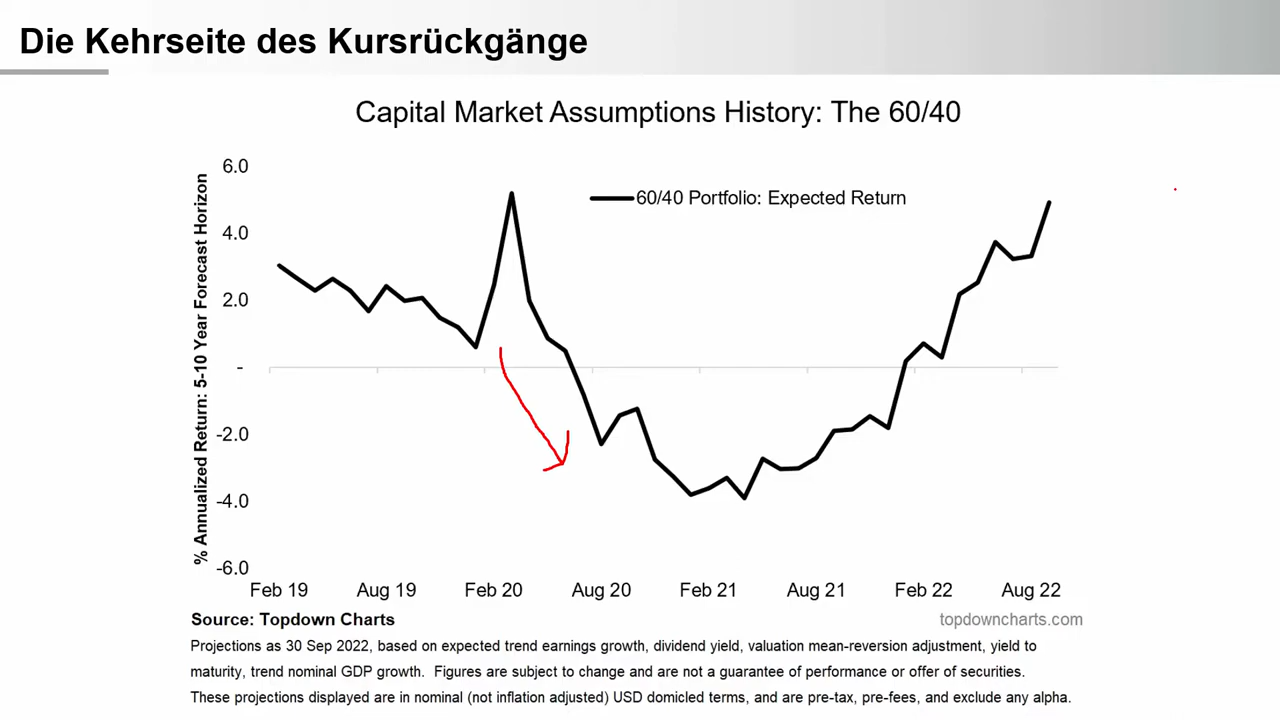 Die Kehrseite des Kursrückgänge
Capital Market Assumptions History: The 60/40
% Annualized Return: 5-10 Year Forecast Horizon
6.0
4.0
2.0
-
-2.0
-4.0
-6.0
60/40 Portfolio: Expected Return
Feb 19 Aug 19 Feb 20 Aug 20 Feb 21 Aug 21 Feb 22 Aug 22
Source: Topdown Charts topdowncharts.com
Projections as 30 Sep 2022, based on expected trend earnings growth, dividend yield, valuation mean-reversion adjustment, yield to
maturity, trend nominal GDP growth. Figures are subject to change and are not a guarantee of performance or offer of securities.
These projections displayed are in nominal (not inflation adjusted) USD domicled terms, and are pre-tax, pre-fees, and exclude any alpha.